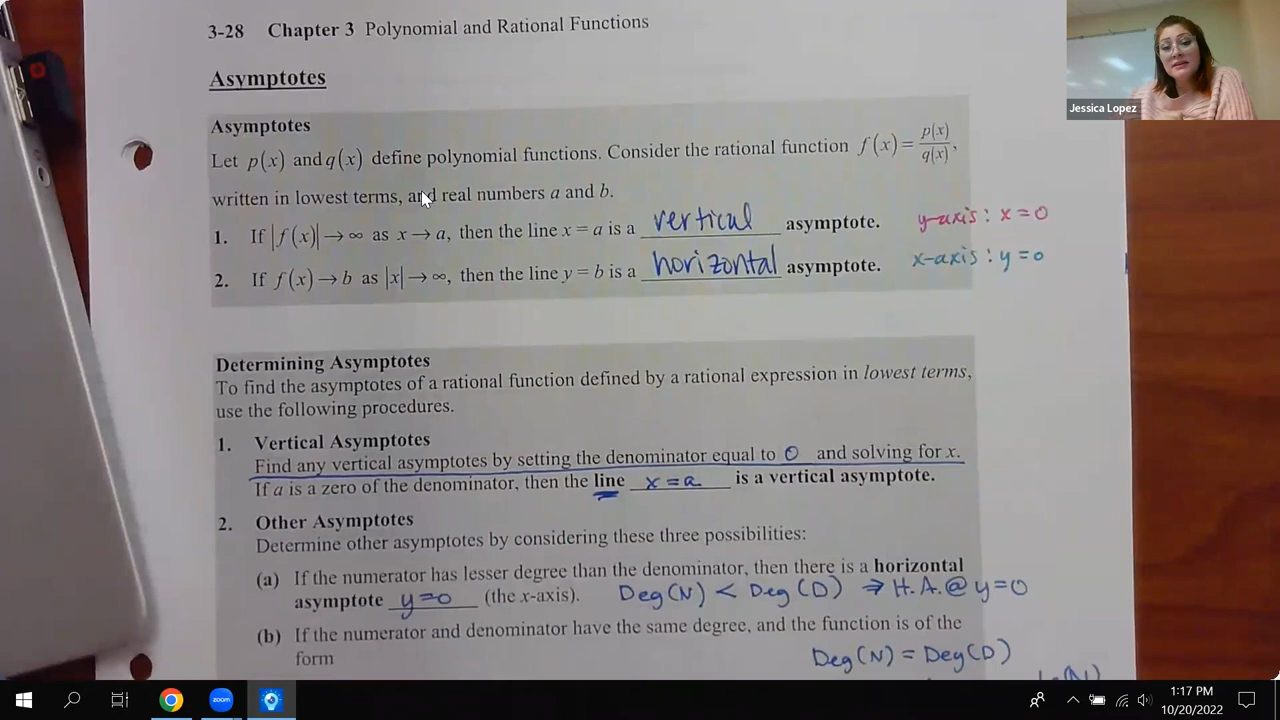 3-28 Chapter 3 Polynomial and Rational Functions
Jessica Lopez
Asymptotes
Asymptotes
Let p(x) and q(x) define polynomial functions. Consider the rational function f(x) = p(x)/q(x),
written in lowest terms, and real numbers a and b.
1. If |f(x)| → ∞ as x → a, then the line x = a is a vertical asymptote. y-axis: x = 0
2. If f(x) → b as |x| → ∞, then the line y = b is a horizontal asymptote. x-axis: y = 0
Determining Asymptotes
To find the asymptotes of a rational function defined by a rational expression in lowest terms,
use the following procedures.
1. Vertical Asymptotes
Find any vertical asymptotes by setting the denominator equal to 0 and solving for x.
If a is a zero of the denominator, then the line x = a is a vertical asymptote.
2. Other Asymptotes
Determine other asymptotes by considering these three possibilities:
(a) If the numerator has lesser degree than the denominator, then there is a horizontal
asymptote y=0 (the x-axis). Deg(N) < Deg(D) ⇒ H.A.@ y=0
(b) If the numerator and denominator have the same degree, and the function is of the
form
Deg(N) = Deg(D)
zoom
1:17 PM
10/20/2022